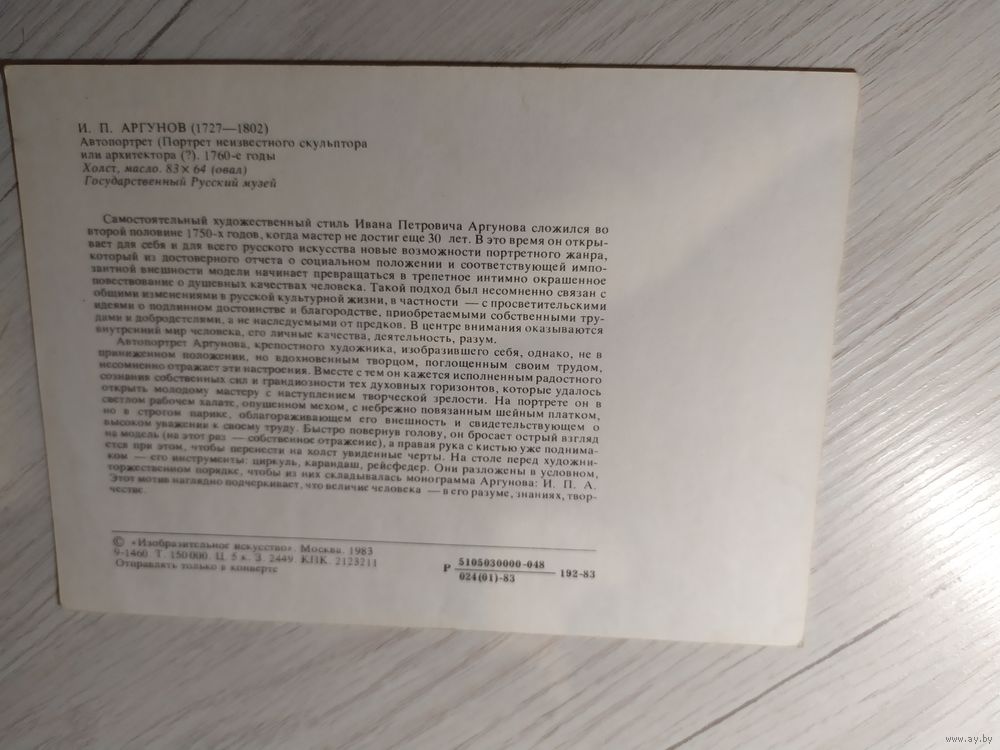 И. П. АРГУНОВ (1727—1802)
Автопортрет (Портрет неизвестного скульптора
или архитектора (?). 1760-е годы
Холст, масло. 83 × 64 (овал)
Государственный Русский музей
Самостоятельный художественный стиль Ивана Петровича Аргунова сложился во
второй половине 1750-х годов, когда мастер не достиг еще 30 лет. В это время он откры-
вает для себя и для всего русского искусства новые возможности портретного жанра,
который из достоверного отчета о социальном положении и соответствующей импо-
зантной внешности модели начинает превращаться в трепетное интимно окрашенное
повествование о душевных качествах человека. Такой подход был несомненно связан с
общими изменениями в русской культурной жизни, в частности — с просветительскими
идеями о подлинном достоинстве и благородстве, приобретаемыми собственными тру-
дами и добродетелями, а не наследуемыми от предков. В центре внимания оказываются
внутренний мир человека, его личные качества, деятельность, разум.
Автопортрет Аргунова, крепостного художника, изобразившего себя, однако, не в
приниженном положении, но вдохновенным творцом, поглощенным своим трудом,
несомненно отражает эти настроения. Вместе с тем он кажется исполненным радостного
сознания собственных сил и грандиозности тех духовных горизонтов, которые удалось
открыть молодому мастеру с наступлением творческой зрелости. На портрете он в
светлом рабочем халате, опушенном мехом, с небрежно повязанным шейным платком,
но в строгом парике, облагораживающем его внешность и свидетельствующем о
высоком уважении к своему труду. Быстро повернув голову, он бросает острый взгляд
на модель (на этот раз — собственное отражение), а правая рука с кистью уже поднима-
ется при этом, чтобы перенести на холст увиденные черты. На столе перед художни-
ком — его инструменты: циркуль, карандаш, рейсфедер. Они разложены в условном,
торжественном порядке, чтобы из них складывалась монограмма Аргунова: И. П. А.
Этот мотив наглядно подчеркивает, что величие человека — в его разуме, знаниях, твор-
честве.
© «Изобразительное искусство». Москва. 1983
9-1460. Т. 150 000. Ц. 5 к. З. 2449. КПК. 2123211
Отправлять только в конверте
Р 5105030000-048 192-83
024(01)-83
www.ay.by